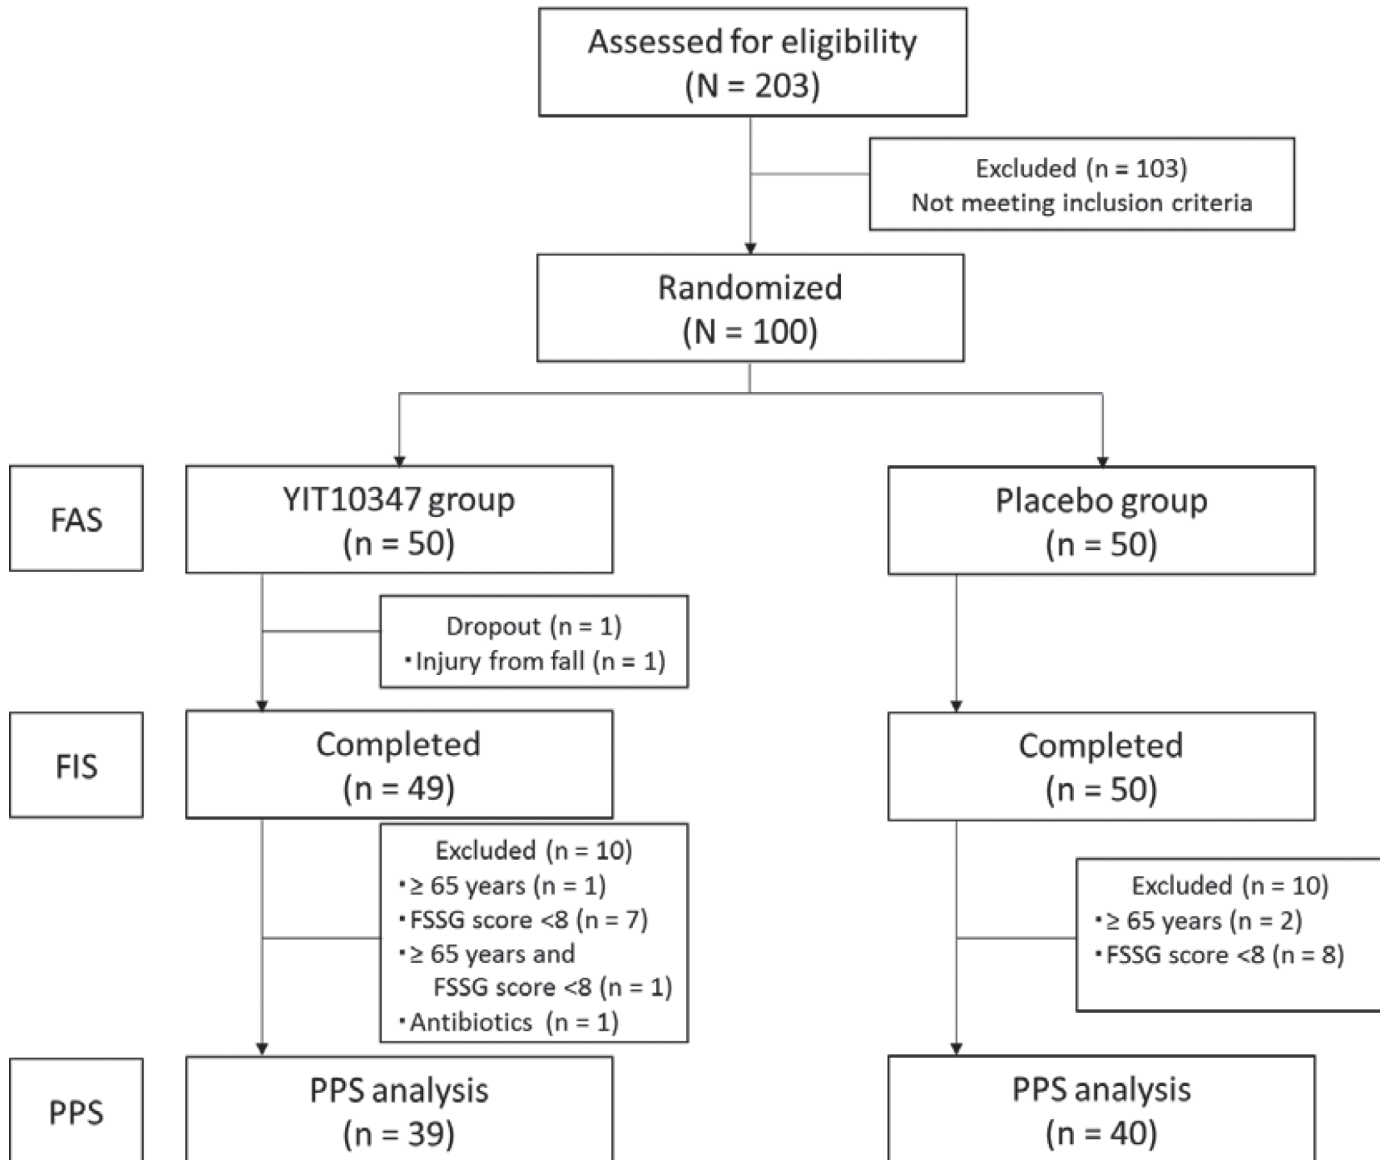 Assessed for eligibility
(N = 203)
Excluded (n = 103)
Not meeting inclusion criteria
Randomized
(N = 100)
FAS
YIT10347 group
(n = 50)
Placebo group
(n = 50)
Dropout (n = 1)
・Injury from fall (n = 1)
FIS
Completed
(n = 49)
Completed
(n = 50)
Excluded (n = 10)
・≥ 65 years (n = 1)
・FSSG score <8 (n = 7)
・≥ 65 years and
FSSG score <8 (n = 1)
・Antibiotics (n = 1)
Excluded (n = 10)
・≥ 65 years (n = 2)
・FSSG score <8 (n = 8)
PPS
PPS analysis
(n = 39)
PPS analysis
(n = 40)